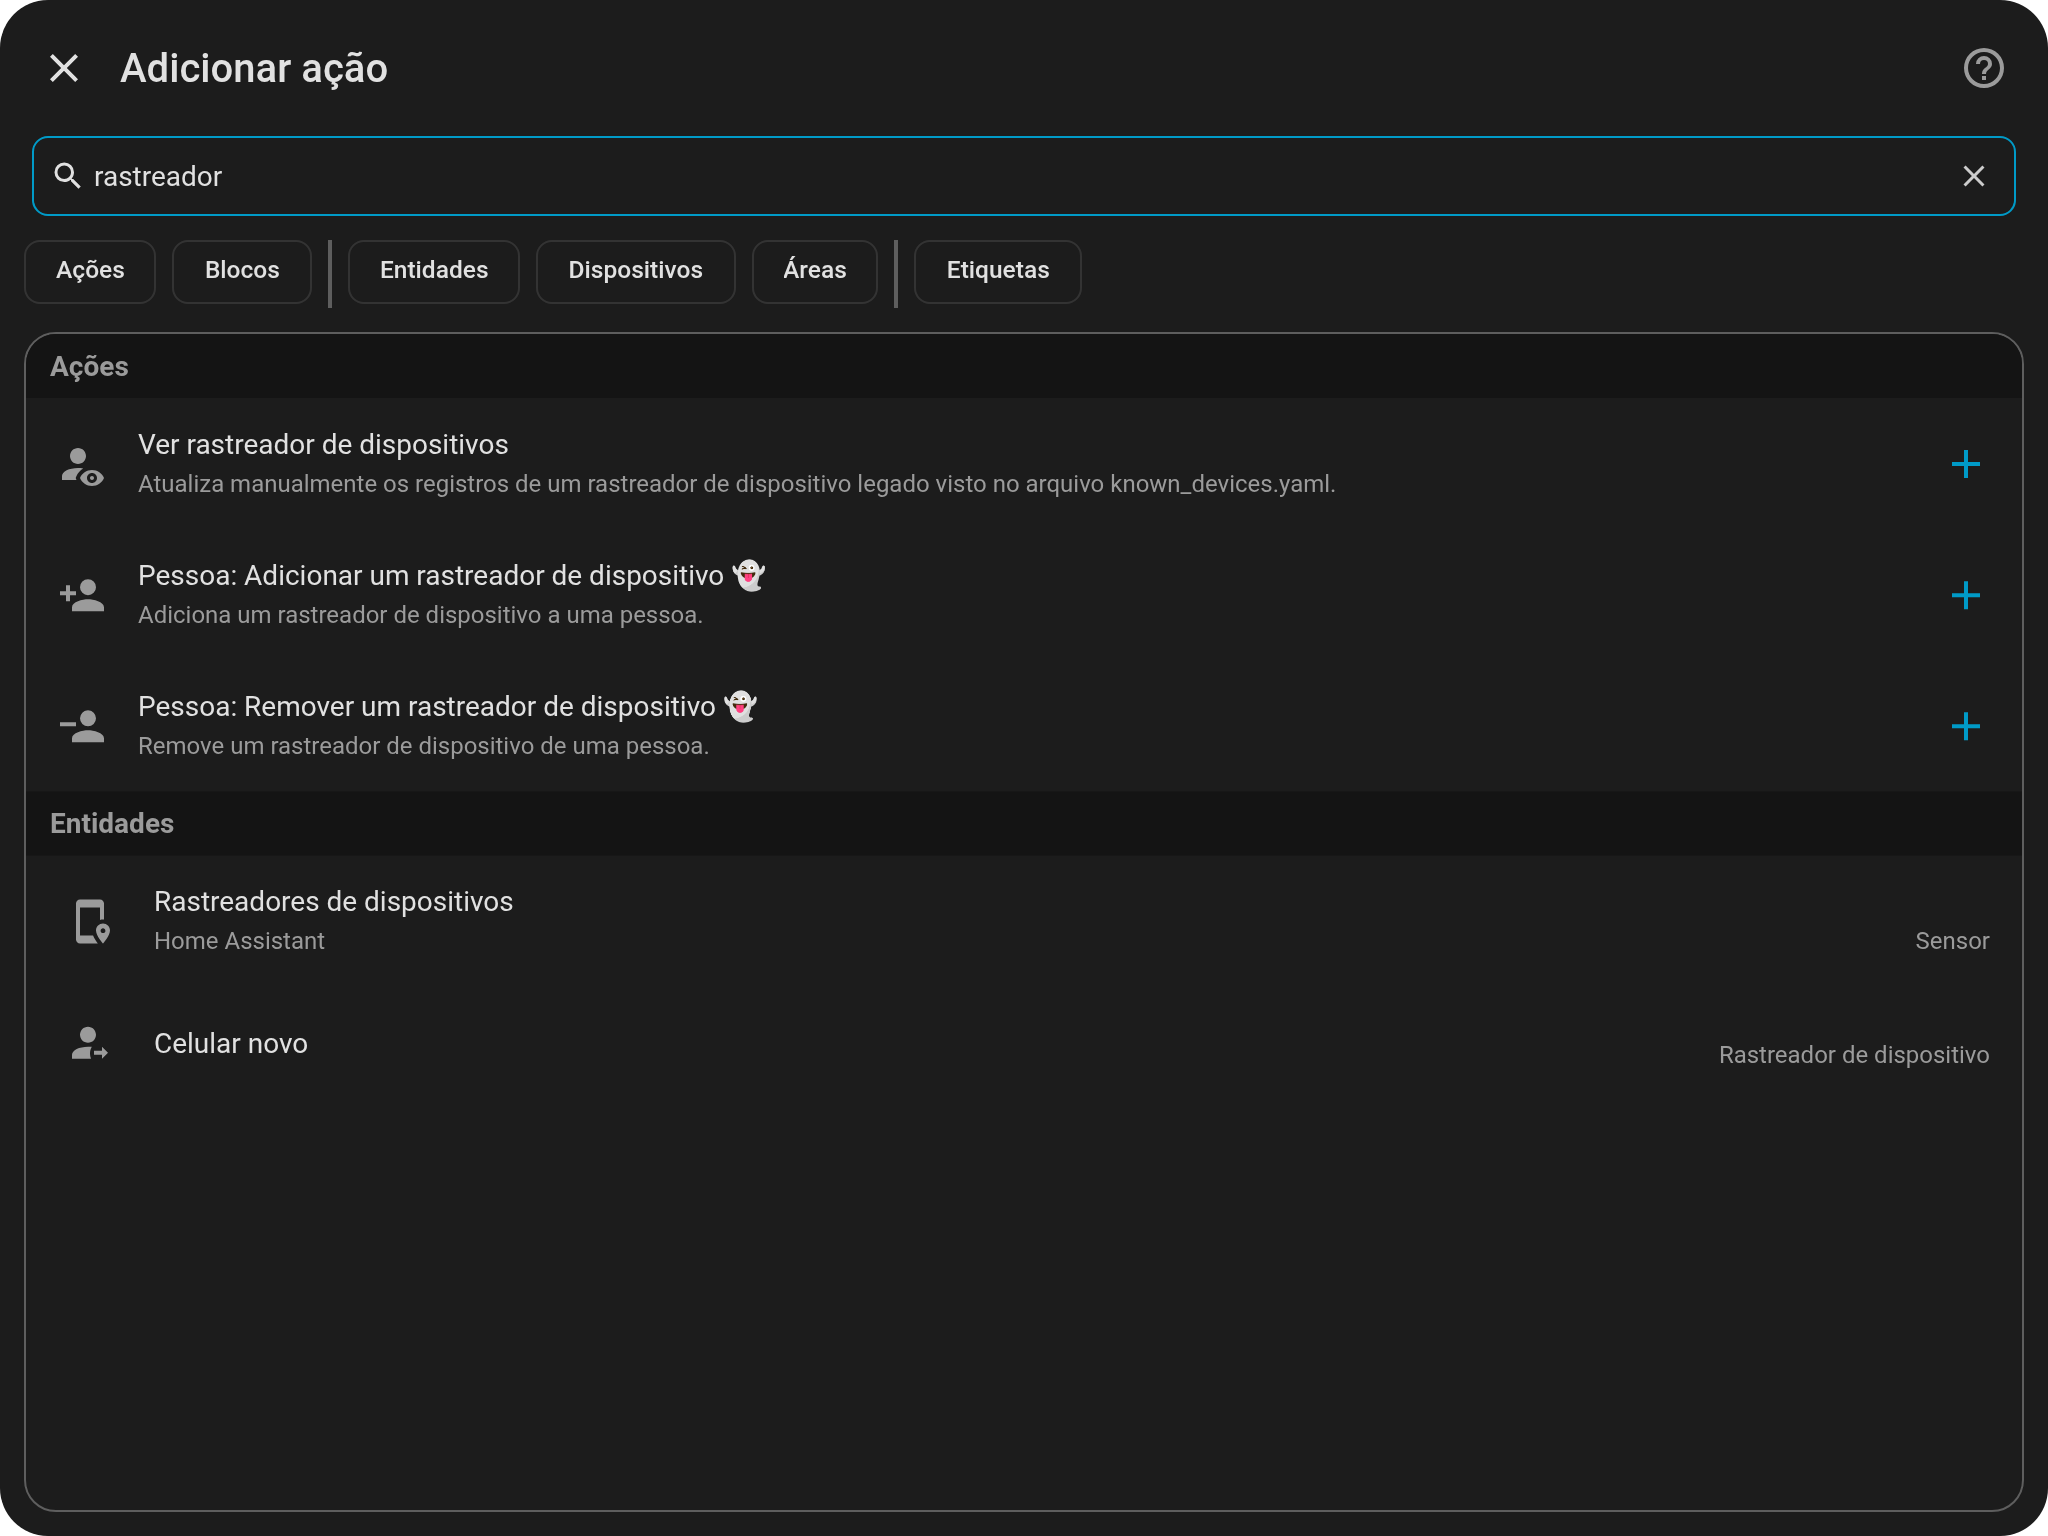 Adicionar ação
rastreador
Ações Blocos Entidades Dispositivos Áreas Etiquetas
Ações
Ver rastreador de dispositivos
Atualiza manualmente os registros de um rastreador de dispositivo legado visto no arquivo known_devices.yaml.
Pessoa: Adicionar um rastreador de dispositivo 👻
Adiciona um rastreador de dispositivo a uma pessoa.
Pessoa: Remover um rastreador de dispositivo 👻
Remove um rastreador de dispositivo de uma pessoa.
Entidades
Rastreadores de dispositivos
Home Assistant Sensor
Celular novo Rastreador de dispositivo